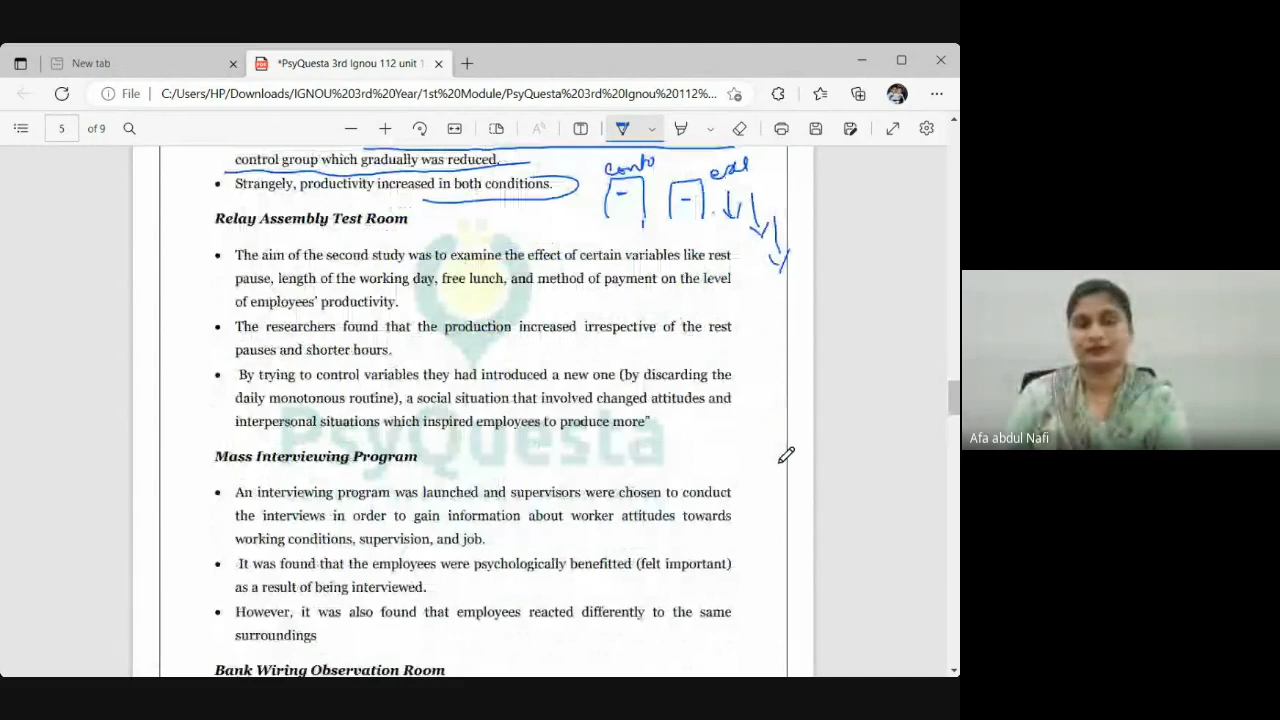 New tab
*PsyQuesta 3rd Ignou 112 unit 1
File
C:/Users/HP/Downloads/IGNOU%203rd%20Year/1st%20Module/PsyQuesta%203rd%20Ignou%20112%...
5 of 9
control group which gradually was reduced.
• Strangely, productivity increased in both conditions.
Relay Assembly Test Room
• The aim of the second study was to examine the effect of certain variables like rest
pause, length of the working day, free lunch, and method of payment on the level
of employees' productivity.
• The researchers found that the production increased irrespective of the rest
pauses and shorter hours.
• By trying to control variables they had introduced a new one (by discarding the
daily monotonous routine), a social situation that involved changed attitudes and
interpersonal situations which inspired employees to produce more"
PsyQuesta
Mass Interviewing Program
• An interviewing program was launched and supervisors were chosen to conduct
the interviews in order to gain information about worker attitudes towards
working conditions, supervision, and job.
• It was found that the employees were psychologically benefitted (felt important)
as a result of being interviewed.
• However, it was also found that employees reacted differently to the same
surroundings
Bank Wiring Observation Room
Afa abdul Nafi